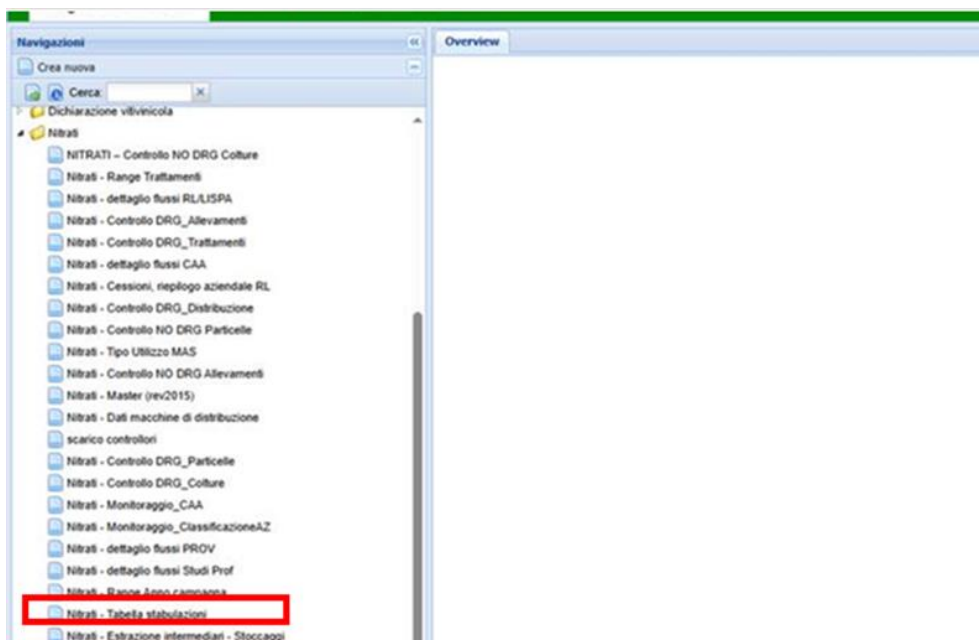 Navigazioni
Overview
Crea nuova
Cerca:
Dichiarazione vitivinicola
Nitrati
NITRATI – Controllo NO DRG Colture
Nitrati - Range Trattamenti
Nitrati - dettaglio flussi RL/LISPA
Nitrati - Controllo DRG_Allevamenti
Nitrati - Controllo DRG_Trattamenti
Nitrati - dettaglio flussi CAA
Nitrati - Cessioni, riepilogo aziendale RL
Nitrati - Controllo DRG_Distribuzione
Nitrati - Controllo NO DRG Particelle
Nitrati - Tipo Utilizzo MAS
Nitrati - Controllo NO DRG Allevamenti
Nitrati - Master (rev2015)
Nitrati - Dati macchine di distribuzione
scarico controllori
Nitrati - Controllo DRG_Particelle
Nitrati - Controllo DRG_Colture
Nitrati - Monitoraggio_CAA
Nitrati - Monitoraggio_ClassificazioneAZ
Nitrati - dettaglio flussi PROV
Nitrati - dettaglio flussi Studi Prof
Nitrati - Range Anno campagna
Nitrati - Tabella stabulazioni
Nitrati - Estrazione intermediari - Stoccaggi